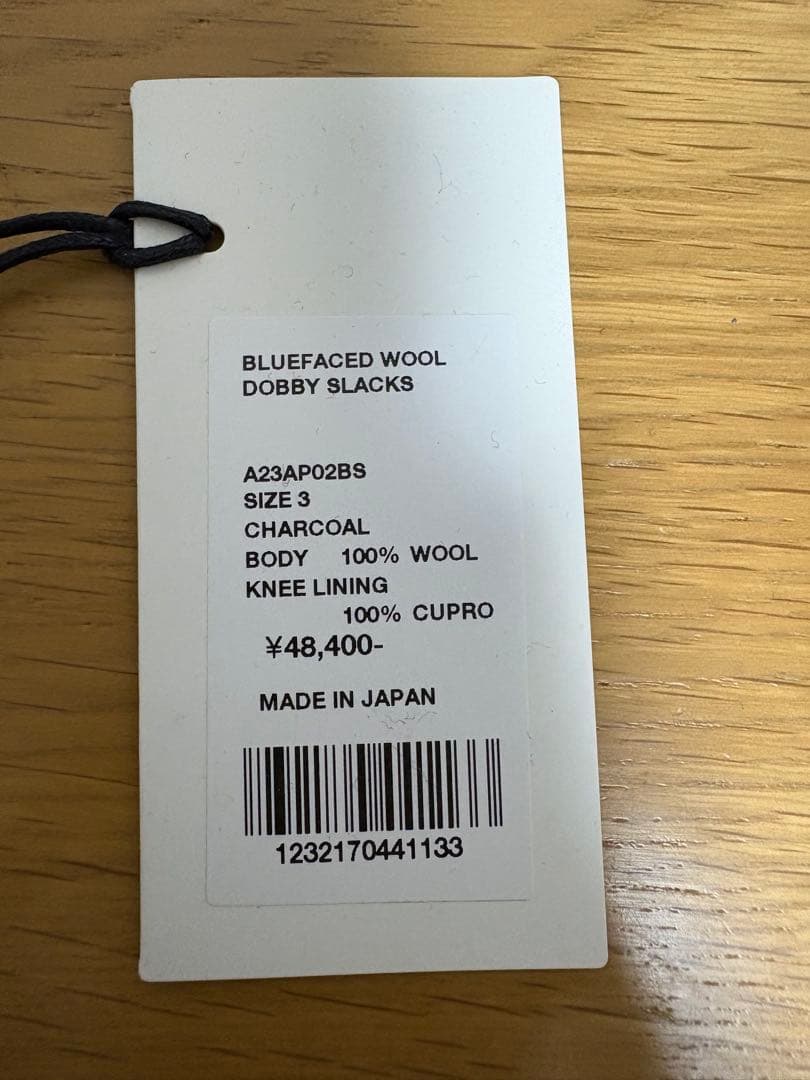 BLUEFACED WOOL
DOBBY SLACKS
A23AP02BS
SIZE 3
CHARCOAL
BODY 100% WOOL
KNEE LINING
100% CUPRO
¥48,400-
MADE IN JAPAN
1232170441133